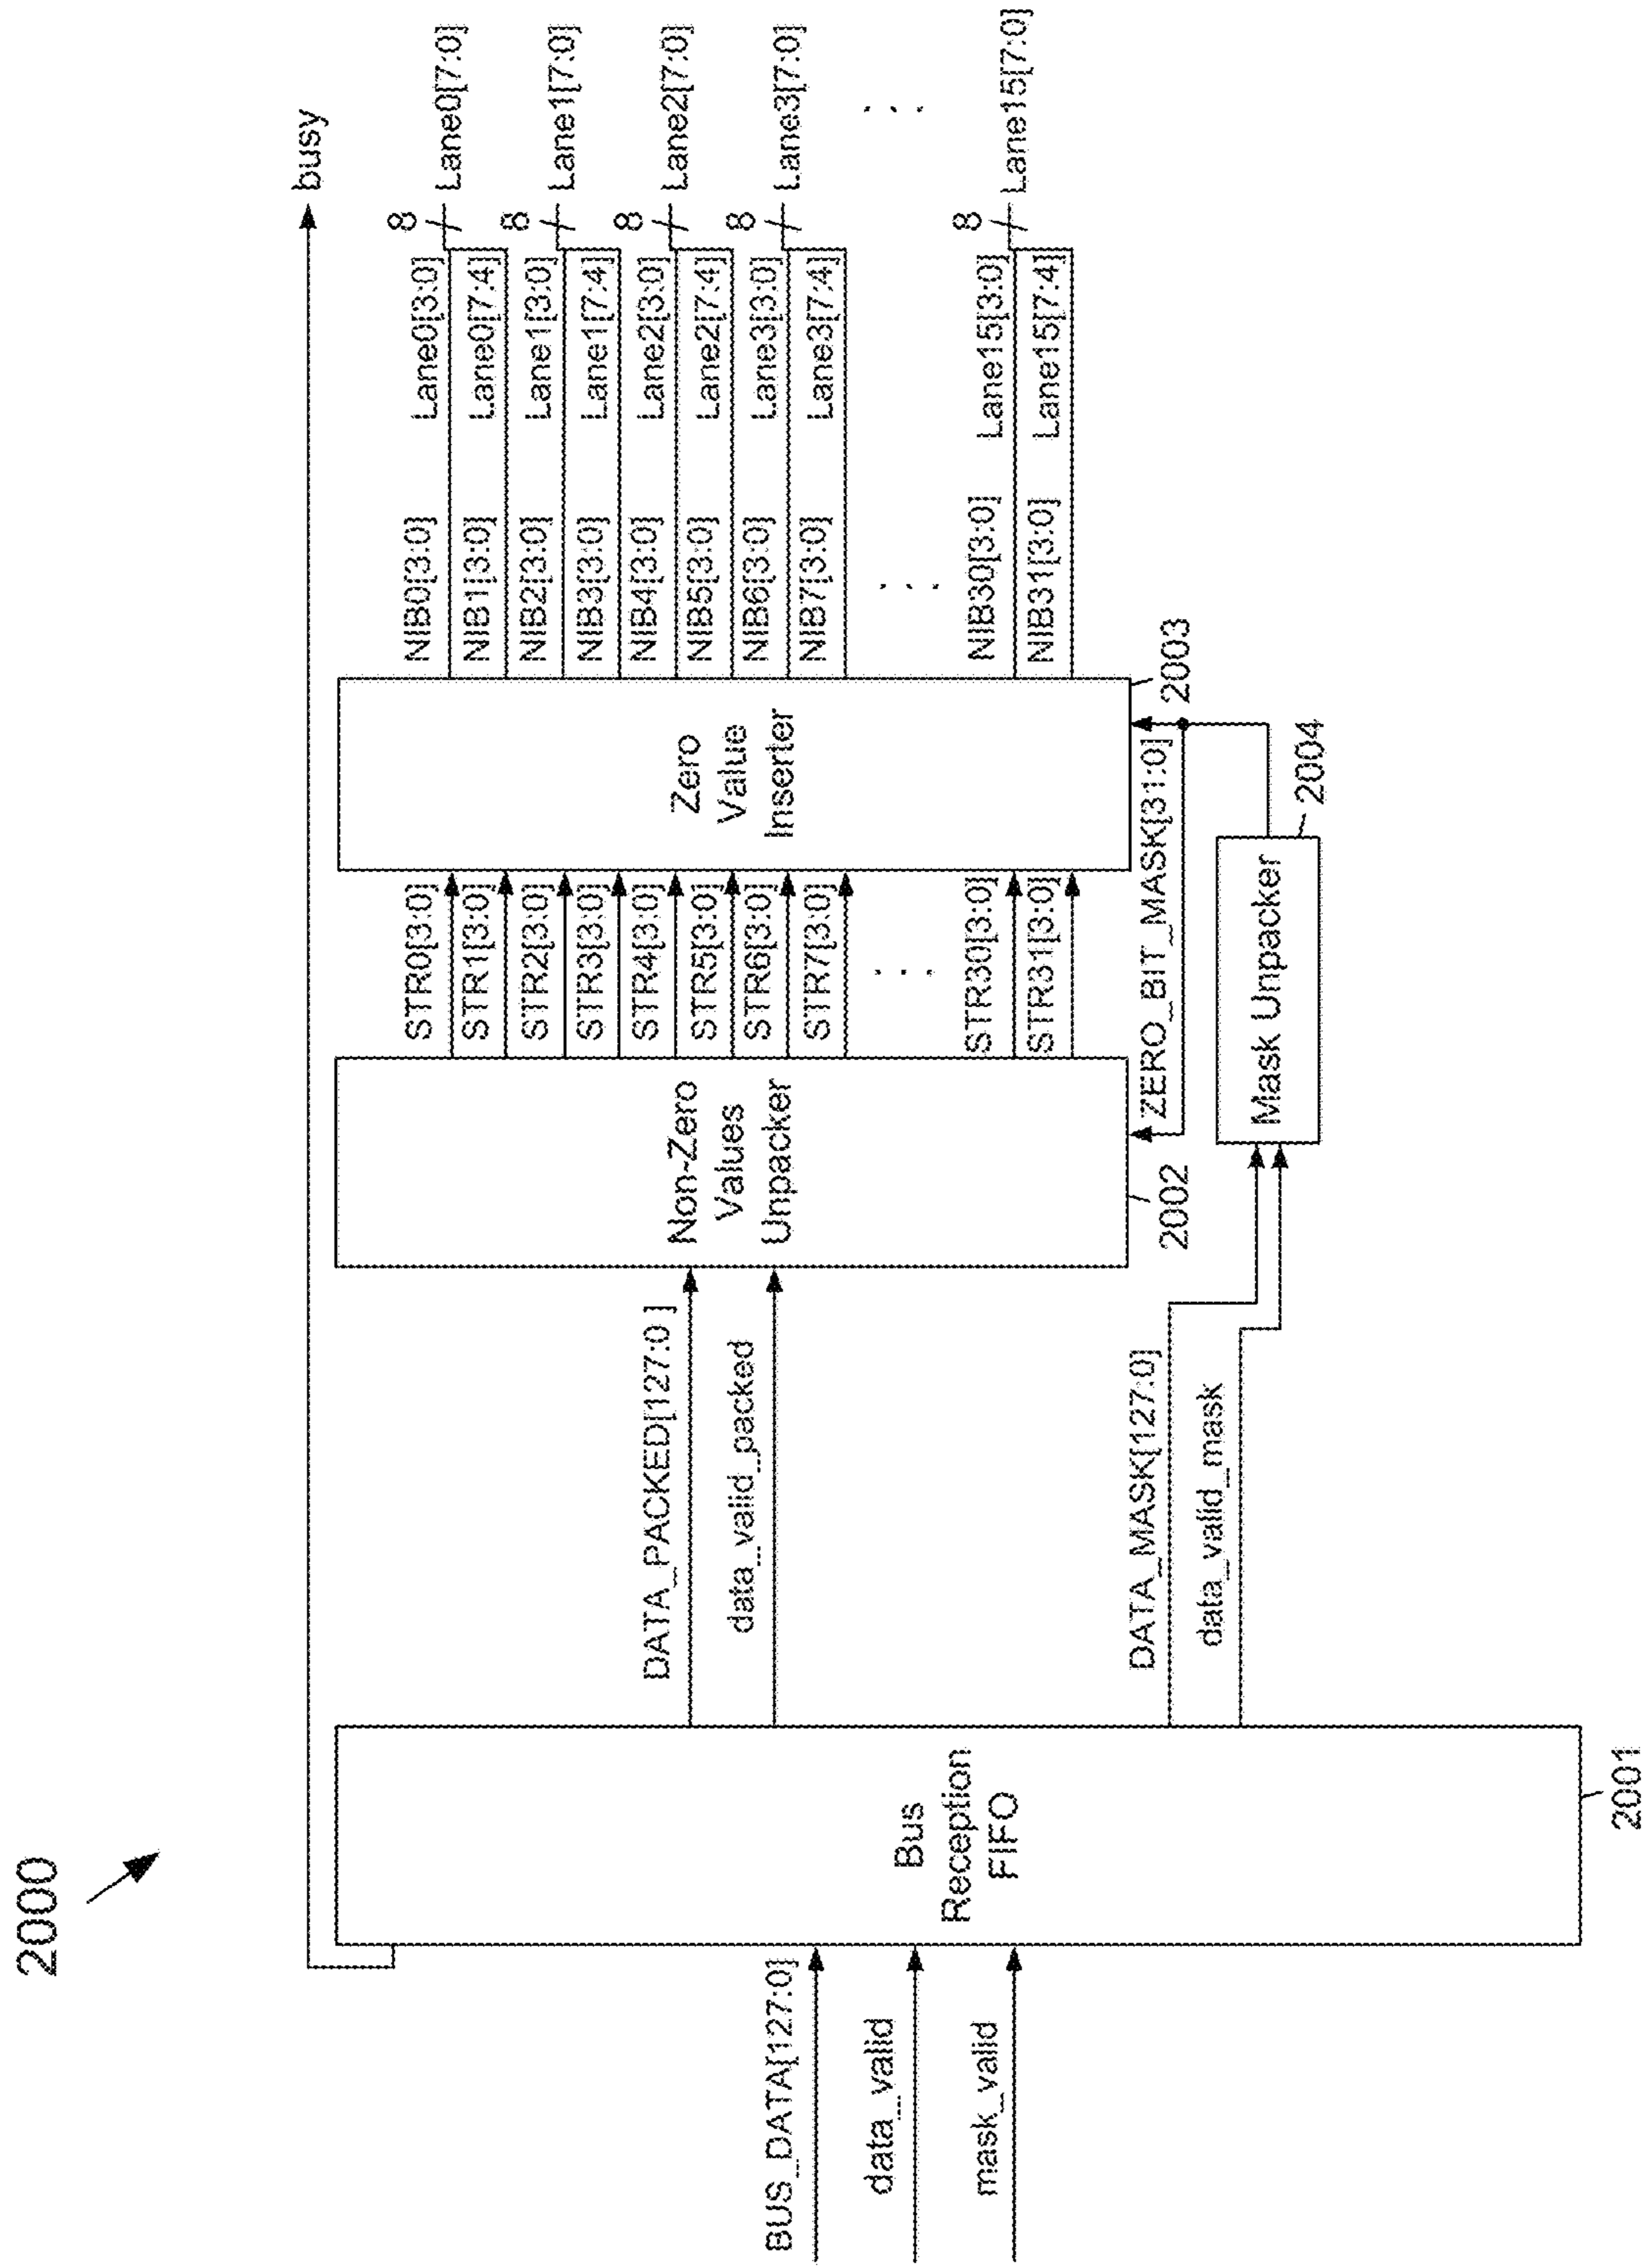 2000
busy
BUS_DATA[127:0]
data_valid
mask_valid
Bus
Reception
FIFO
2001
DATA_PACKED[127:0 ]
data_valid_packed
DATA_MASK[127:0]
data_valid_mask
Non-Zero
Values
Unpacker
2002
STR0[3:0]
STR1[3:0]
STR2[3:0]
STR3[3:0]
STR4[3:0]
STR5[3:0]
STR6[3:0]
STR7[3:0]
. . .
STR30[3:0]
STR31[3:0]
ZERO_BIT_MASK[31:0]
Mask Unpacker
2004
Zero
Value
Inserter
2003
NIB0[3:0] Lane0[3:0]
NIB1[3:0] Lane0[7:4]
NIB2[3:0] Lane1[3:0]
NIB3[3:0] Lane1[7:4]
NIB4[3:0] Lane2[3:0]
NIB5[3:0] Lane2[7:4]
NIB6[3:0] Lane3[3:0]
NIB7[3:0] Lane3[7:4]
. . .
NIB30[3:0] Lane15[3:0]
NIB31[3:0] Lane15[7:4]
8 Lane0[7:0]
8 Lane1[7:0]
8 Lane2[7:0]
8 Lane3[7:0]
. . .
8 Lane15[7:0]